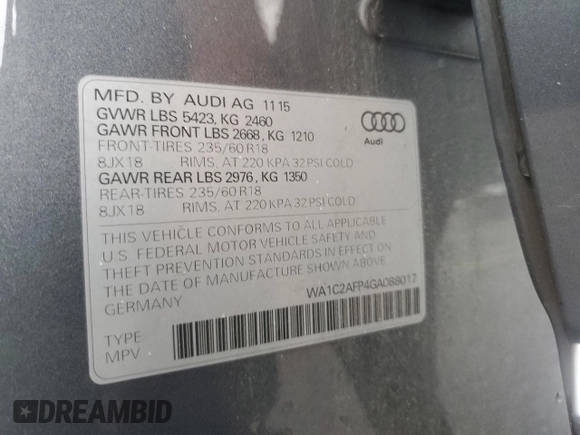 MFD. BY AUDI AG 11 15
GVWR LBS 5423, KG 2460
GAWR FRONT LBS 2668, KG 1210
FRONT-TIRES 235/60 R18
8JX18 RIMS, AT 220 KPA 32 PSI COLD
GAWR REAR LBS 2976, KG 1350
REAR-TIRES 235/60 R18
8JX18 RIMS, AT 220 KPA 32 PSI COLD
Audi
THIS VEHICLE CONFORMS TO ALL APPLICABLE
U.S. FEDERAL MOTOR VEHICLE SAFETY AND
THEFT PREVENTION STANDARDS IN EFFECT ON
THE DATE OF MANUFACTURE SHOWN ABOVE.
GERMANY
WA1C2AFP4GA088017
TYPE
MPV
DREAMBID